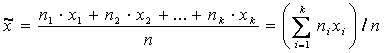 x̃ = (n₁ · x₁ + n₂ · x₂ + ... + nₖ · xₖ) / n = (∑ᵢ₌₁ᵏ nᵢxᵢ) / n